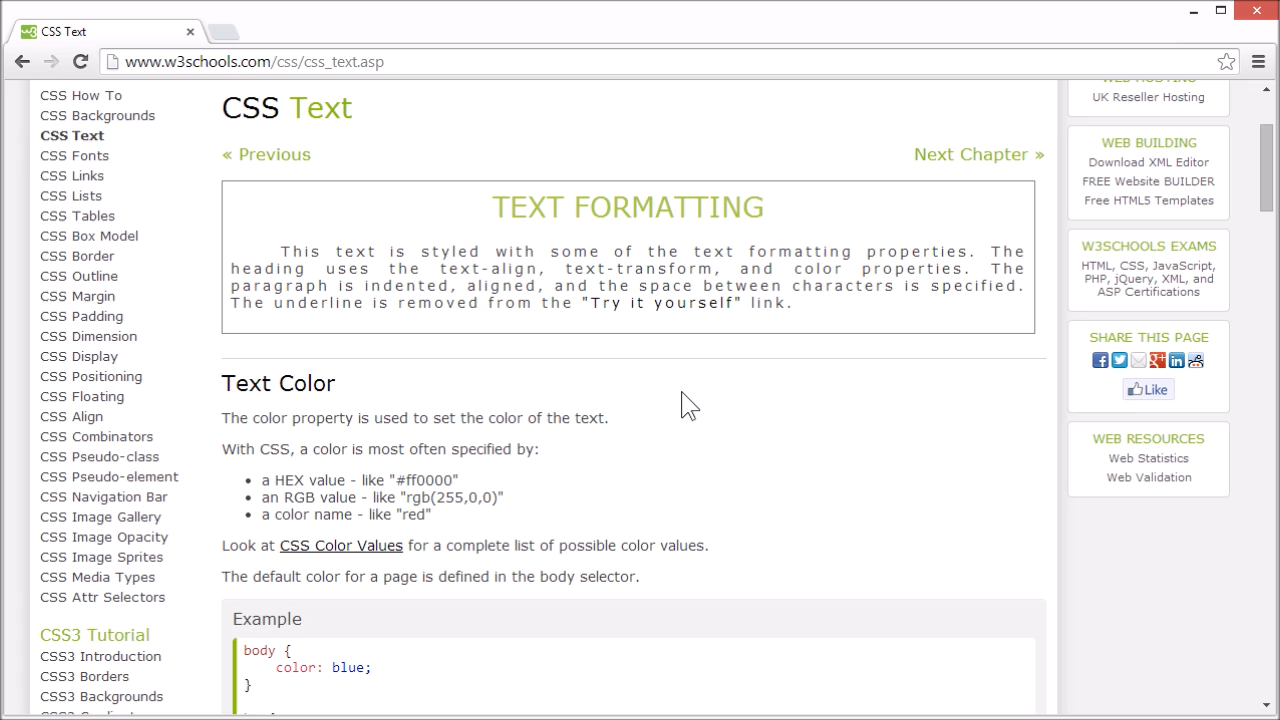 CSS Text
www.w3schools.com/css/css_text.asp
CSS How To
CSS Backgrounds
CSS Text
CSS Fonts
CSS Links
CSS Lists
CSS Tables
CSS Box Model
CSS Border
CSS Outline
CSS Margin
CSS Padding
CSS Dimension
CSS Display
CSS Positioning
CSS Floating
CSS Align
CSS Combinators
CSS Pseudo-class
CSS Pseudo-element
CSS Navigation Bar
CSS Image Gallery
CSS Image Opacity
CSS Image Sprites
CSS Media Types
CSS Attr Selectors
CSS3 Tutorial
CSS3 Introduction
CSS3 Borders
CSS3 Backgrounds
CSS Text
« Previous
Next Chapter »
TEXT FORMATTING
This text is styled with some of the text formatting properties. The
heading uses the text-align, text-transform, and color properties. The
paragraph is indented, aligned, and the space between characters is specified.
The underline is removed from the "Try it yourself" link.
Text Color
The color property is used to set the color of the text.
With CSS, a color is most often specified by:
• a HEX value - like "#ff0000"
• an RGB value - like "rgb(255,0,0)"
• a color name - like "red"
Look at CSS Color Values for a complete list of possible color values.
The default color for a page is defined in the body selector.
Example
body {
color: blue;
}
WEB HOSTING
UK Reseller Hosting
WEB BUILDING
Download XML Editor
FREE Website BUILDER
Free HTML5 Templates
W3SCHOOLS EXAMS
HTML, CSS, JavaScript,
PHP, jQuery, XML, and
ASP Certifications
SHARE THIS PAGE
Like
WEB RESOURCES
Web Statistics
Web Validation